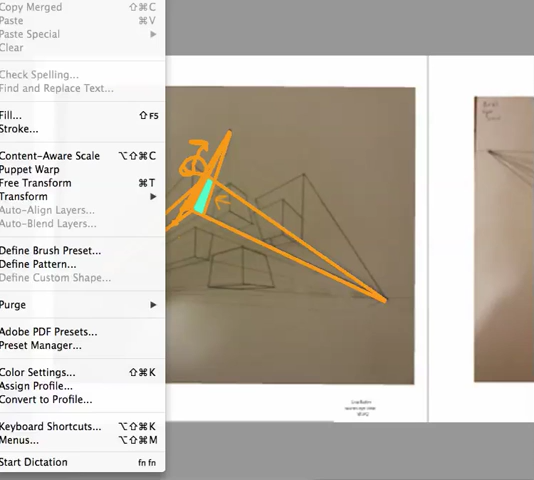 Copy Merged ⇧⌘C
Paste ⌘V
Paste Special ▶
Clear
Check Spelling...
Find and Replace Text...
Fill... ⇧F5
Stroke...
Content-Aware Scale ⌥⇧⌘C
Puppet Warp
Free Transform ⌘T
Transform ▶
Auto-Align Layers...
Auto-Blend Layers...
Define Brush Preset...
Define Pattern...
Define Custom Shape...
Purge ▶
Adobe PDF Presets...
Preset Manager...
Color Settings... ⇧⌘K
Assign Profile...
Convert to Profile...
Keyboard Shortcuts... ⌥⇧⌘K
Menus... ⌥⇧⌘M
Start Dictation fn fn